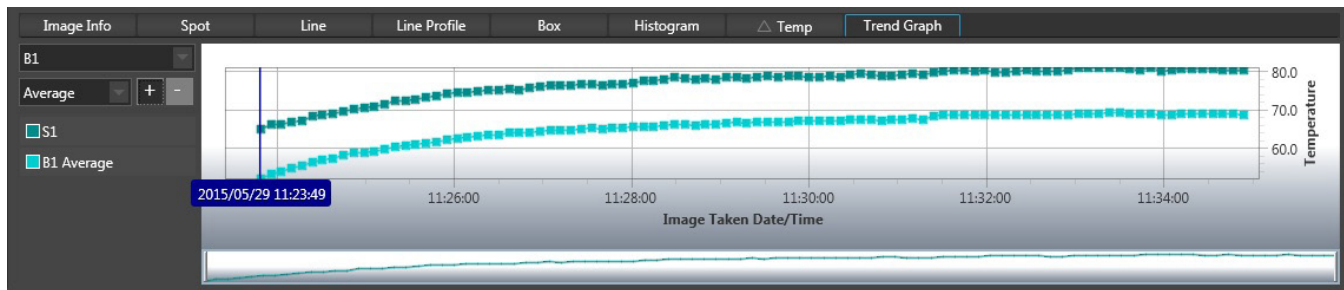 Image Info Spot Line Line Profile Box Histogram △ Temp Trend Graph
B1
Average + -
S1
B1 Average
80.0
70.0
60.0
Temperature
2015/05/29 11:23:49
11:26:00 11:28:00 11:30:00 11:32:00 11:34:00
Image Taken Date/Time